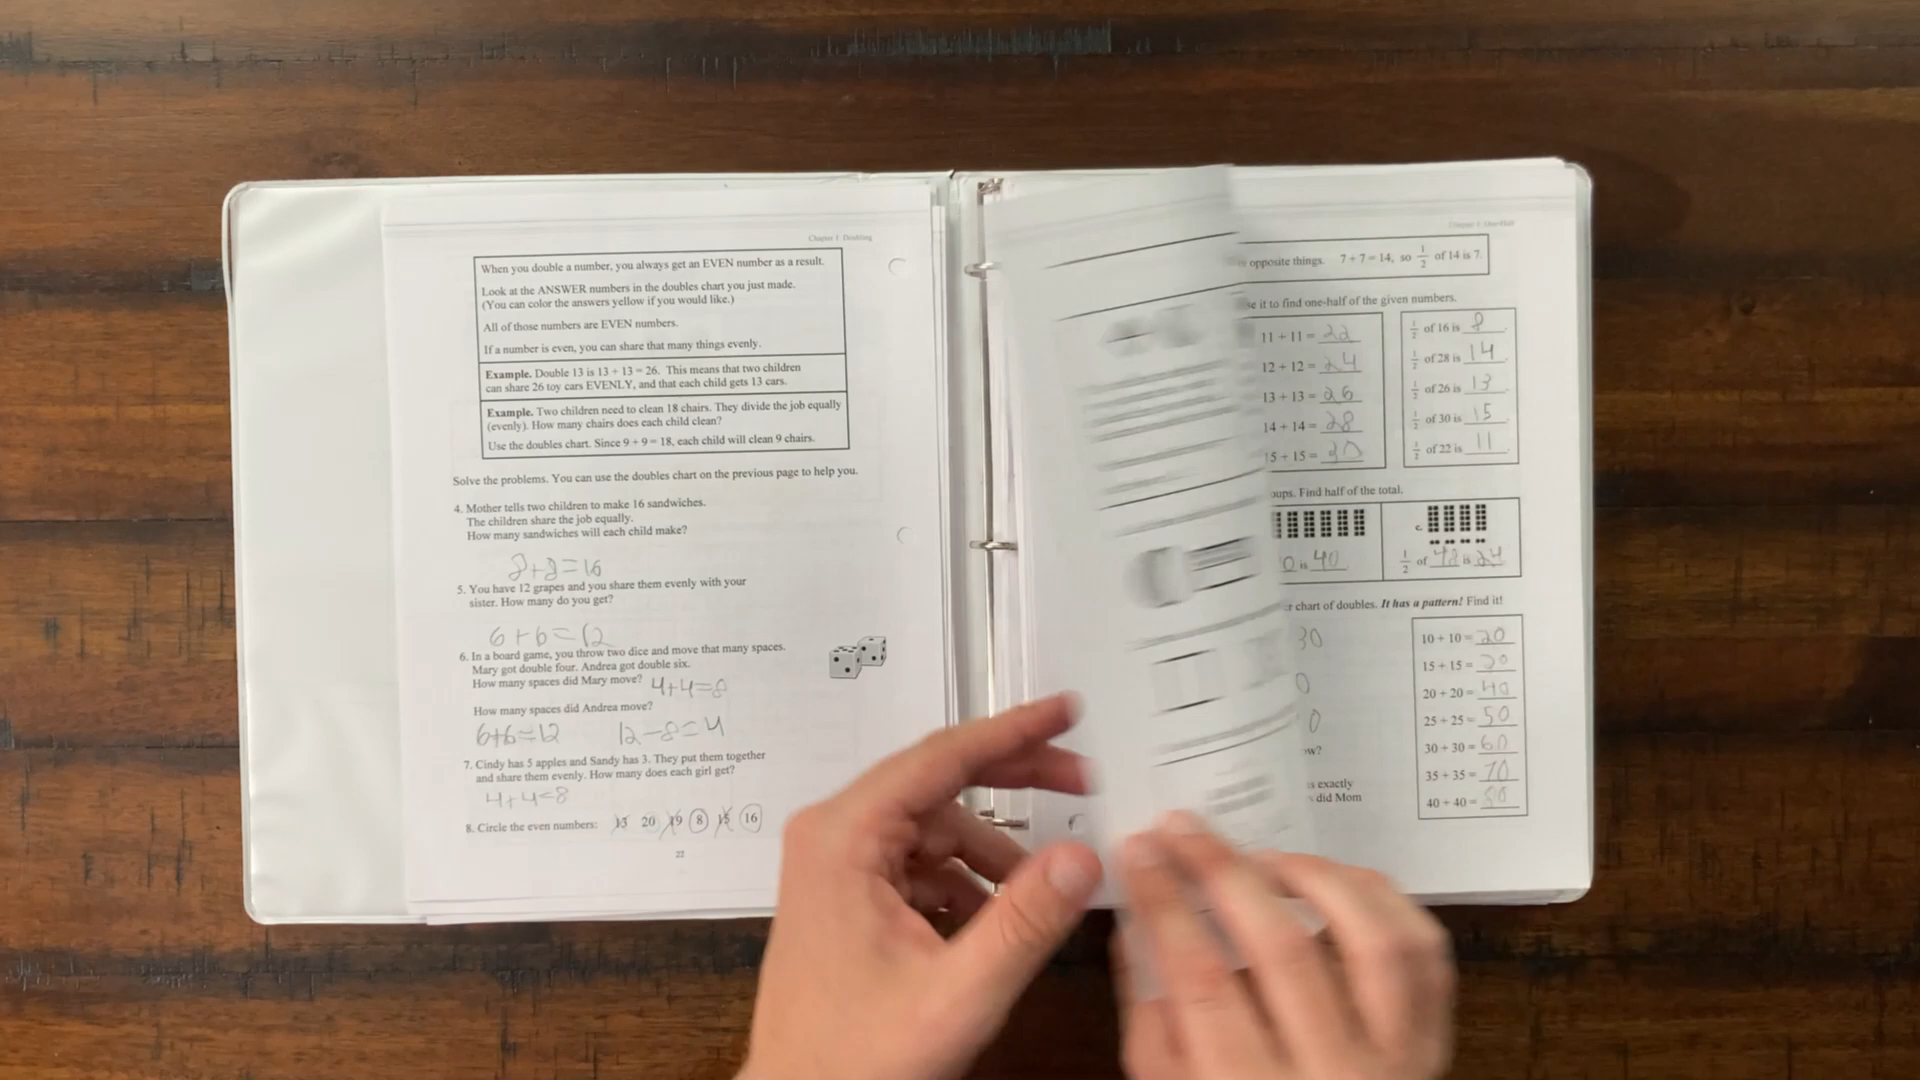 Chapter 1: Doubling
When you double a number, you always get an EVEN number as a result.
Look at the ANSWER numbers in the doubles chart you just made.
(You can color the answers yellow if you would like.)
All of those numbers are EVEN numbers.
If a number is even, you can share that many things evenly.
Example. Double 13 is 13 + 13 = 26. This means that two children
can share 26 toy cars EVENLY, and that each child gets 13 cars.
Example. Two children need to clean 18 chairs. They divide the job equally
(evenly). How many chairs does each child clean?
Use the doubles chart. Since 9 + 9 = 18, each child will clean 9 chairs.
Solve the problems. You can use the doubles chart on the previous page to help you.
4. Mother tells two children to make 16 sandwiches.
The children share the job equally.
How many sandwiches will each child make?
8+8=16
5. You have 12 grapes and you share them evenly with your
sister. How many do you get?
6+6=12
6. In a board game, you throw two dice and move that many spaces.
Mary got double four. Andrea got double six.
How many spaces did Mary move? 4+4=8
How many spaces did Andrea move?
6+6=12 12-8=4
7. Cindy has 5 apples and Sandy has 3. They put them together
and share them evenly. How many does each girl get?
4+4=8
8. Circle the even numbers: 13 20 19 8 15 16
22
opposite things. 7 + 7 = 14, so 1/2 of 14 is 7.
it to find one-half of the given numbers.
11 + 11 = 22
12 + 12 = 24
13 + 13 = 26
14 + 14 = 28
15 + 15 = 30
1/2 of 16 is 8.
1/2 of 28 is 14.
1/2 of 26 is 13.
1/2 of 30 is 15.
1/2 of 22 is 11.
oups. Find half of the total.
0 is 40
c.
1/2 of 48 is 24
chart of doubles. It has a pattern! Find it!
30
0
0
ow?
is exactly
did Mom
10 + 10 = 20
15 + 15 = 30
20 + 20 = 40
25 + 25 = 50
30 + 30 = 60
35 + 35 = 70
40 + 40 = 80